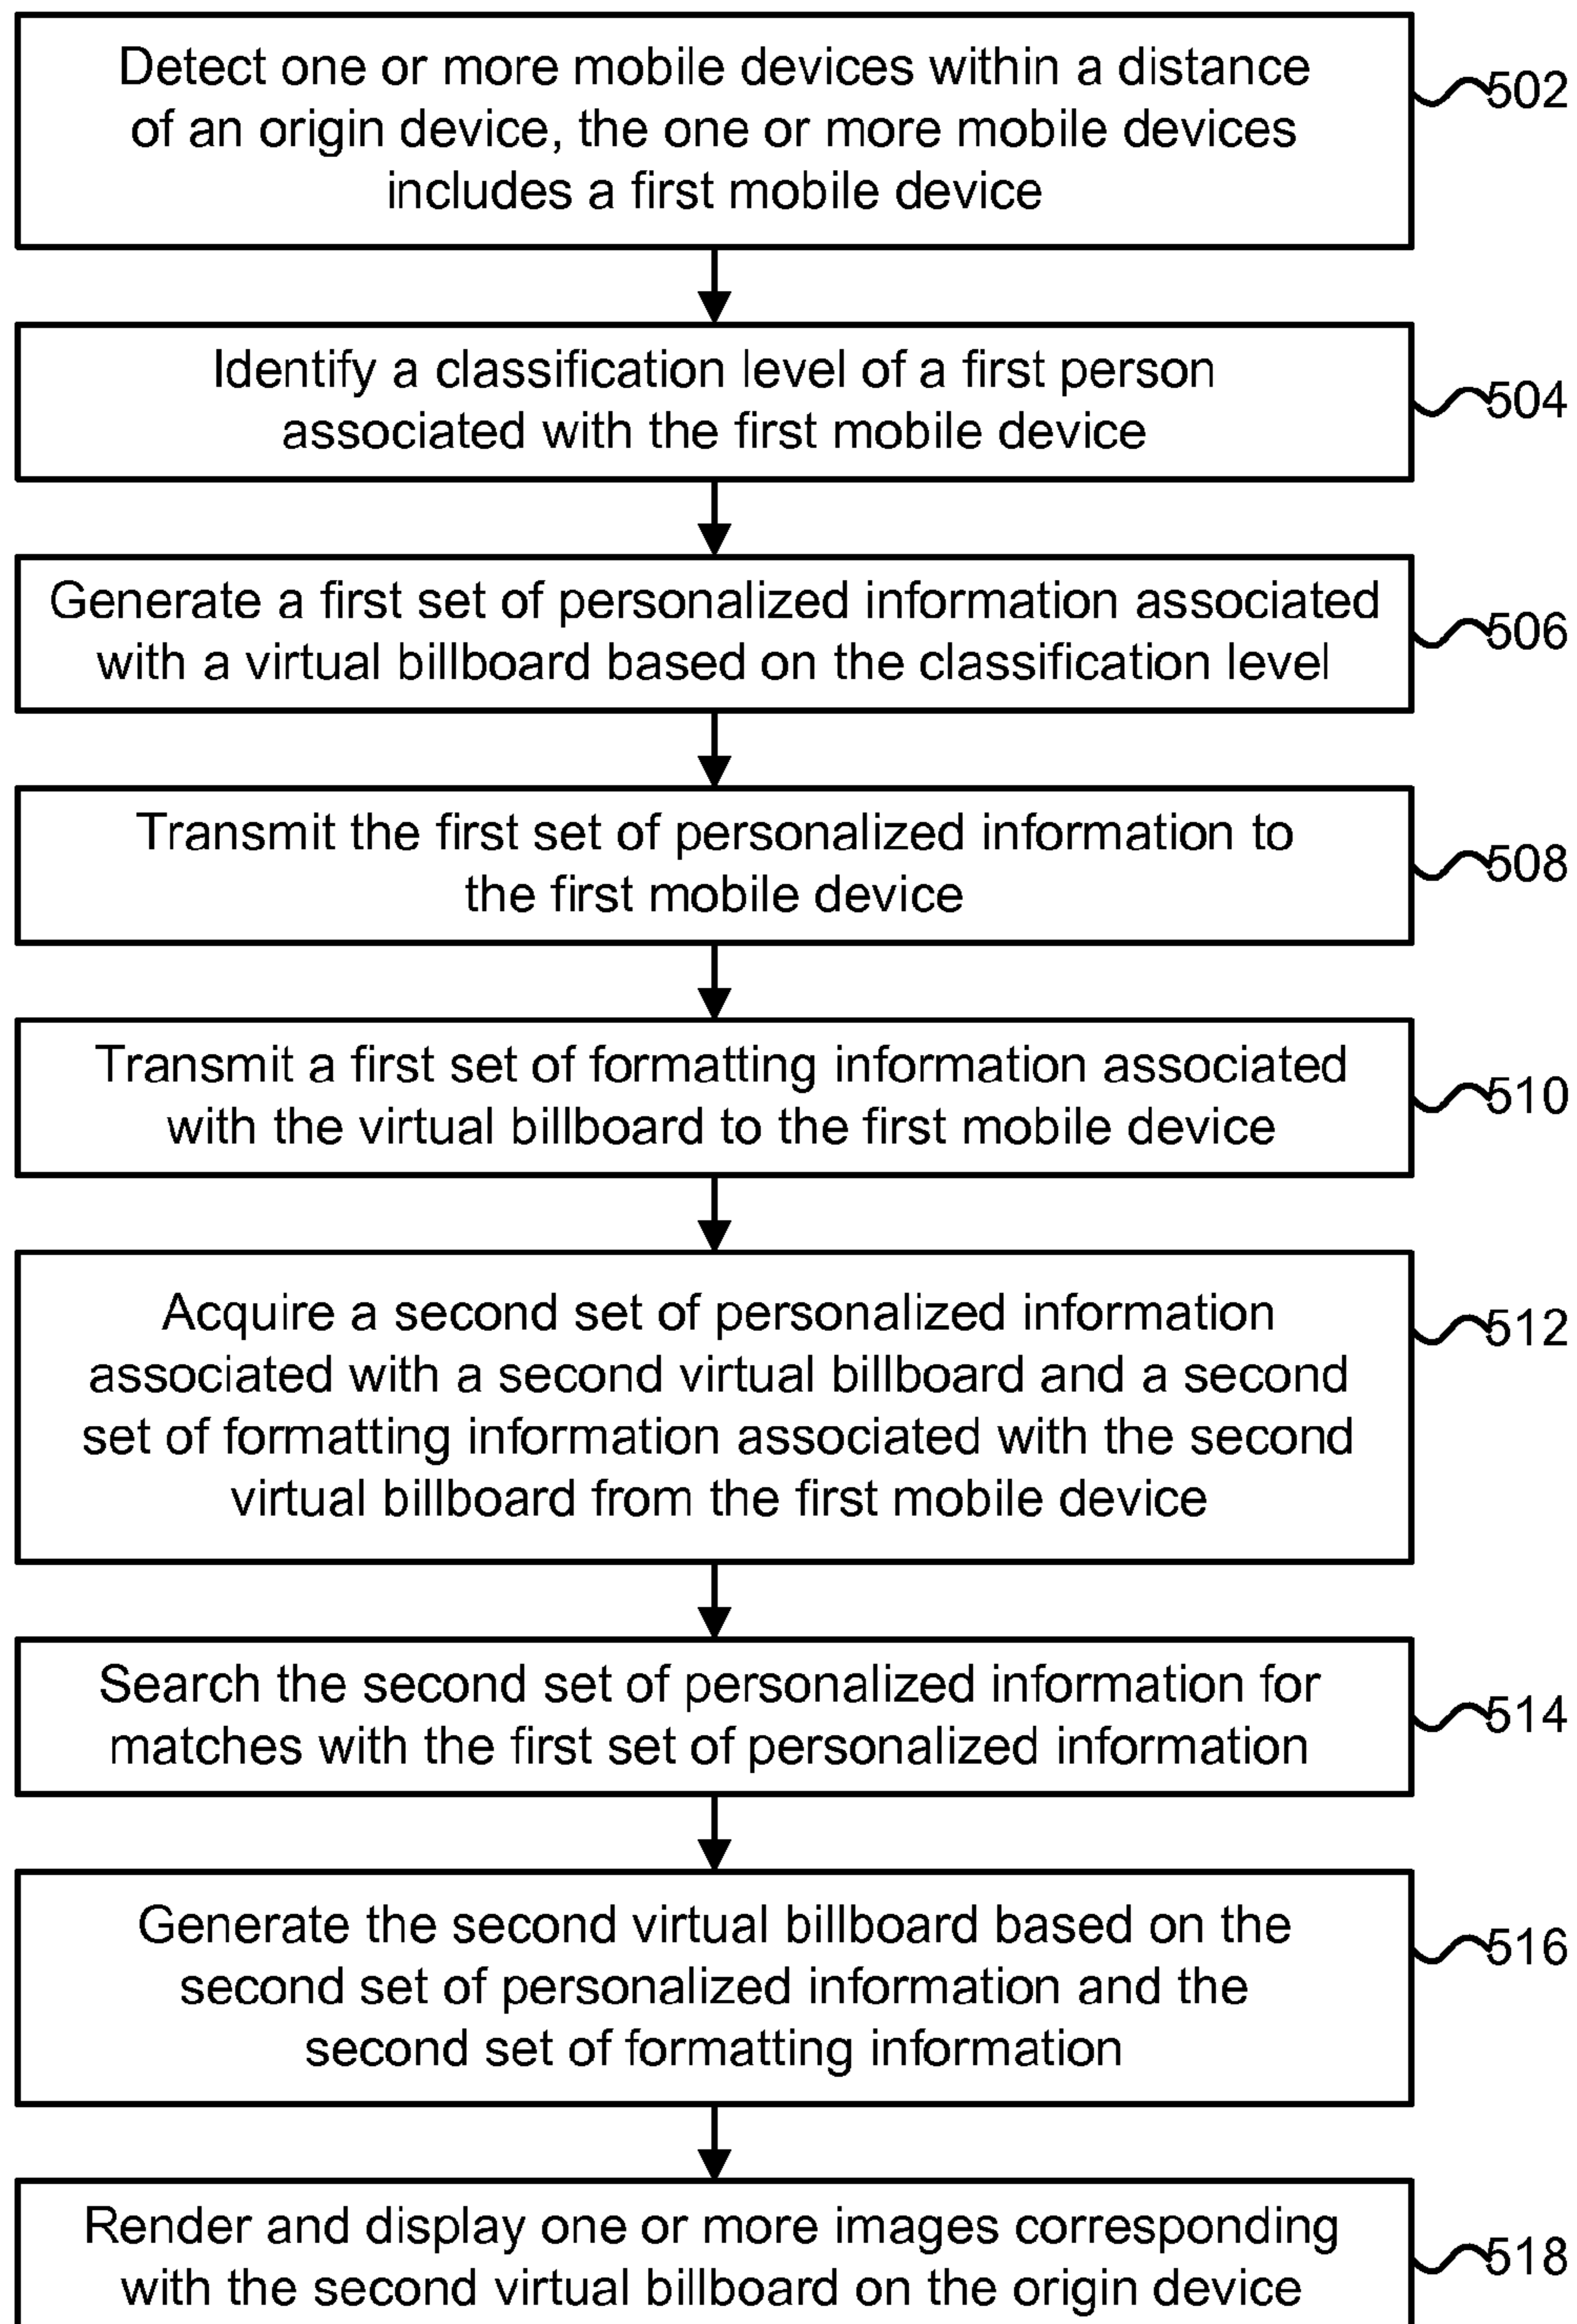 Detect one or more mobile devices within a distance
of an origin device, the one or more mobile devices
includes a first mobile device
502
Identify a classification level of a first person
associated with the first mobile device
504
Generate a first set of personalized information associated
with a virtual billboard based on the classification level
506
Transmit the first set of personalized information to
the first mobile device
508
Transmit a first set of formatting information associated
with the virtual billboard to the first mobile device
510
Acquire a second set of personalized information
associated with a second virtual billboard and a second
set of formatting information associated with the second
virtual billboard from the first mobile device
512
Search the second set of personalized information for
matches with the first set of personalized information
514
Generate the second virtual billboard based on the
second set of personalized information and the
second set of formatting information
516
Render and display one or more images corresponding
with the second virtual billboard on the origin device
518